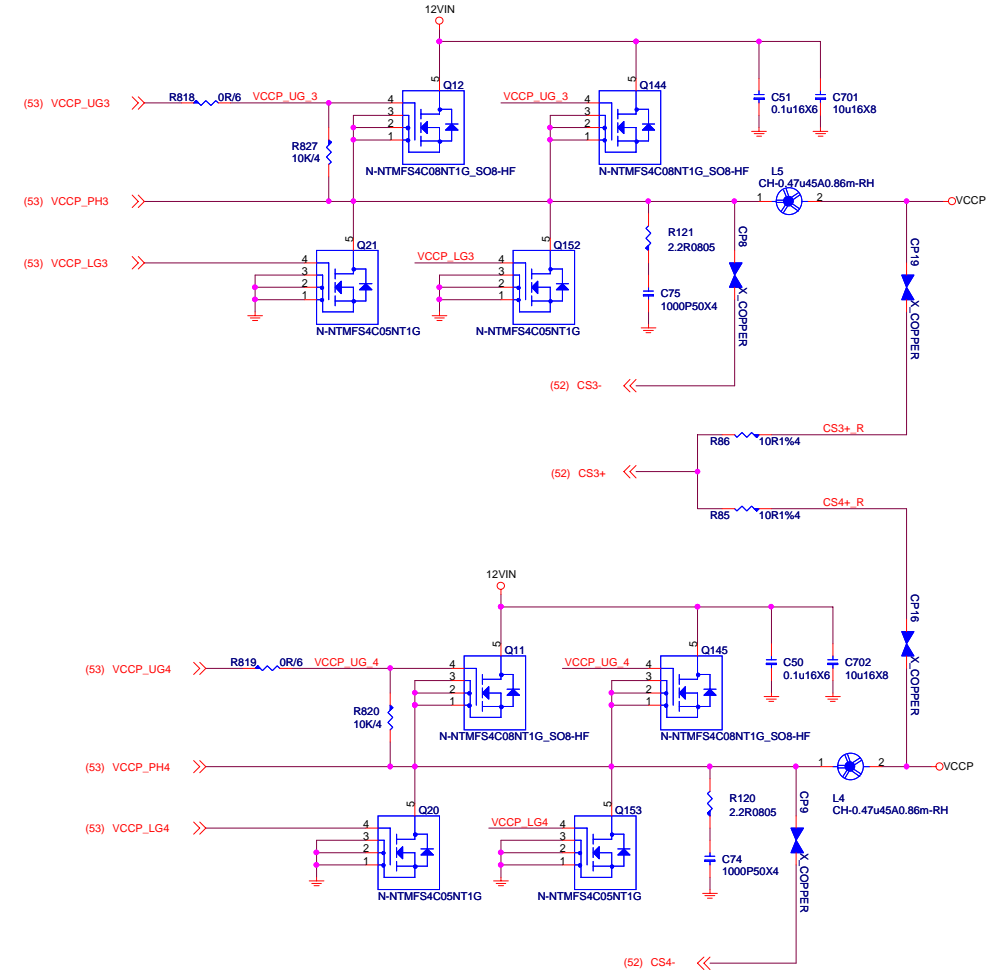 12VIN
Q12
Q144
(53) VCCP_UG3
R818
0R/6
VCCP_UG_3
5
4
3
2
1
VCCP_UG_3
5
4
3
2
1
C51
0.1u16X6
C701
10u16X8
R827
10K/4
N-NTMFS4C08NT1G_SO8-HF
N-NTMFS4C08NT1G_SO8-HF
L5
CH-0.47u45A0.86m-RH
(53) VCCP_PH3
1
2
VCCP
R121
2.2R0805
CP8
CP19
Q21
Q152
(53) VCCP_LG3
5
4
3
2
1
VCCP_LG3
5
4
3
2
1
C75
1000P50X4
X_COPPER
X_COPPER
N-NTMFS4C05NT1G
N-NTMFS4C05NT1G
(52) CS3-
CS3+_R
R86
10R1%4
(52) CS3+
CS4+_R
R85
10R1%4
12VIN
CP16
X_COPPER
Q11
Q145
(53) VCCP_UG4
R819
0R/6
VCCP_UG_4
5
4
3
2
1
VCCP_UG_4
5
4
3
2
1
C50
0.1u16X6
C702
10u16X8
R820
10K/4
N-NTMFS4C08NT1G_SO8-HF
N-NTMFS4C08NT1G_SO8-HF
(53) VCCP_PH4
1
2
VCCP
L4
CH-0.47u45A0.86m-RH
R120
2.2R0805
CP9
Q20
Q153
(53) VCCP_LG4
5
4
3
2
1
VCCP_LG4
5
4
3
2
1
C74
1000P50X4
X_COPPER
N-NTMFS4C05NT1G
N-NTMFS4C05NT1G
(52) CS4-